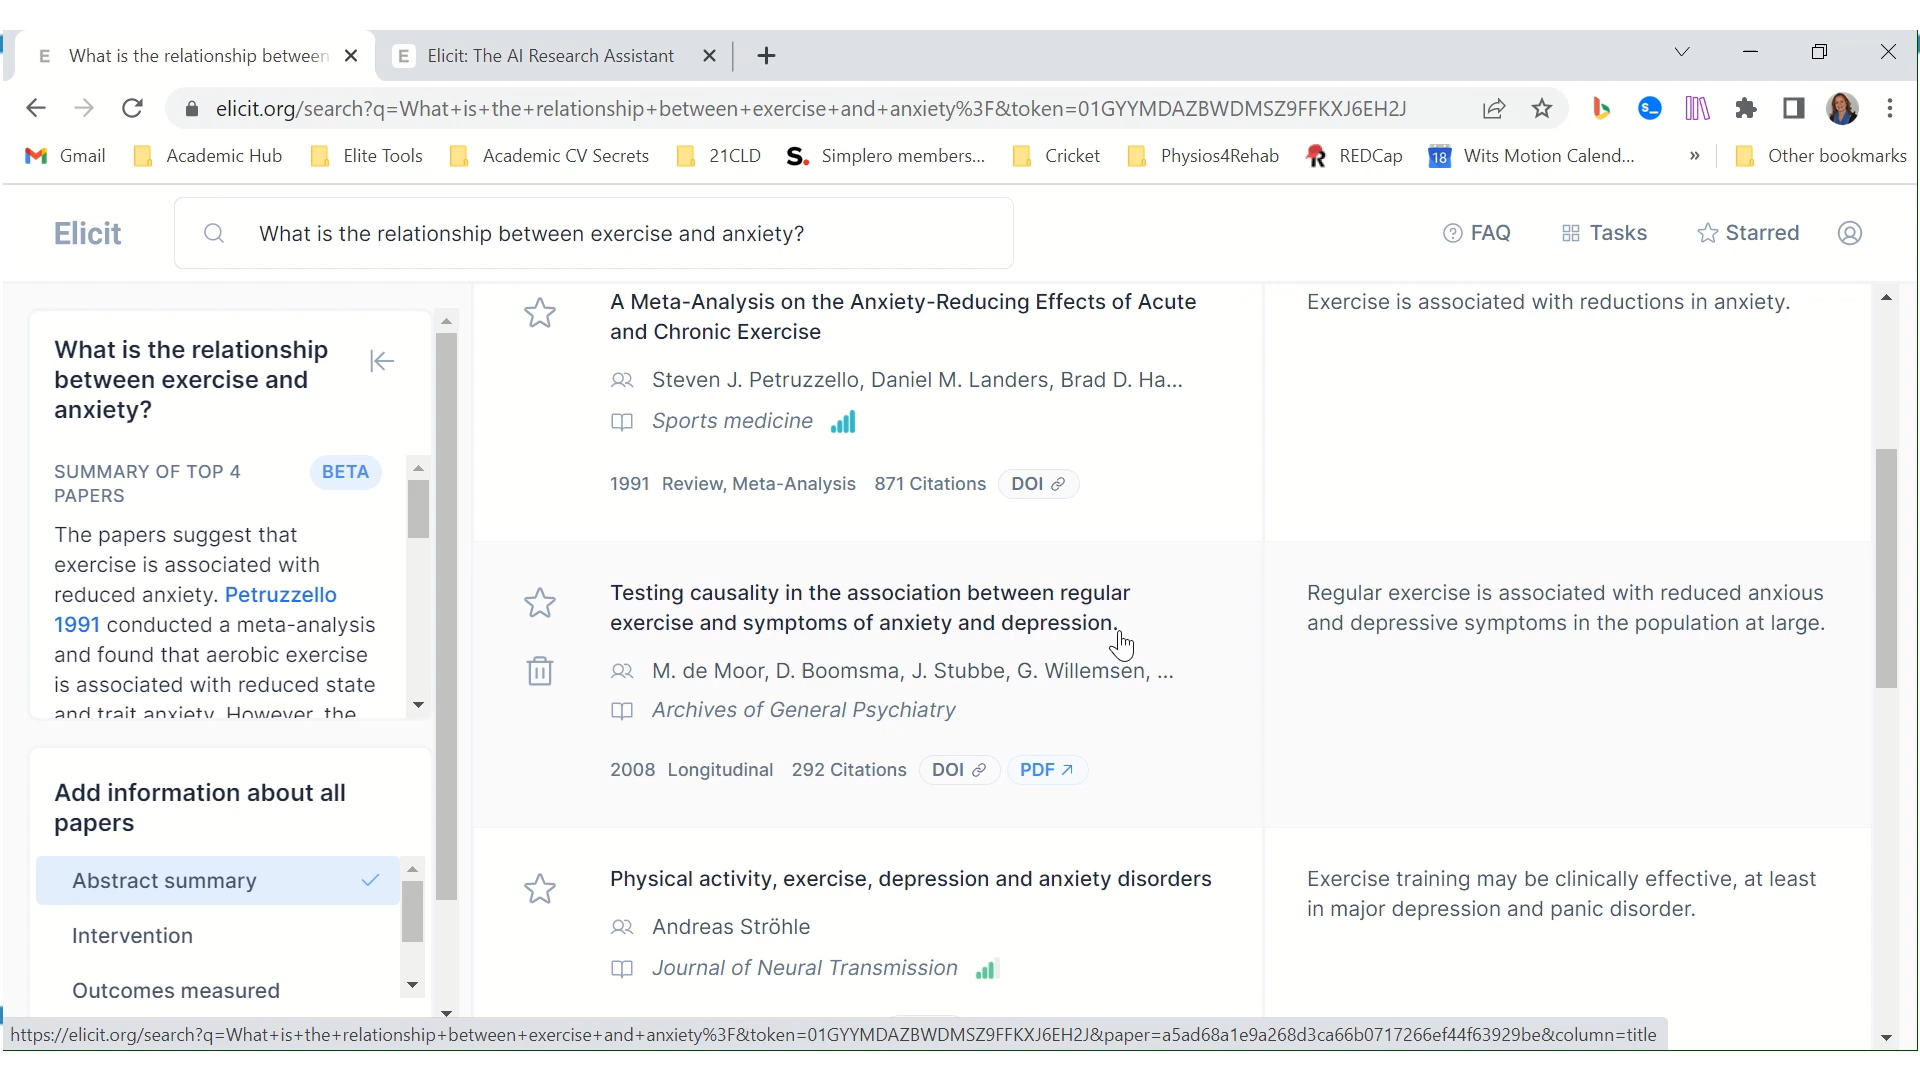 E What is the relationship between
E Elicit: The AI Research Assistant
elicit.org/search?q=What+is+the+relationship+between+exercise+and+anxiety%3F&token=01GYYMDAZBWDMSZ9FFKXJ6EH2J
Gmail Academic Hub Elite Tools Academic CV Secrets 21CLD S. Simplero members... Cricket Physios4Rehab REDCap 18 Wits Motion Calend... » Other bookmarks
Elicit What is the relationship between exercise and anxiety? FAQ Tasks Starred
What is the relationship
between exercise and
anxiety?
SUMMARY OF TOP 4
PAPERS
BETA
The papers suggest that
exercise is associated with
reduced anxiety. Petruzzello
1991 conducted a meta-analysis
and found that aerobic exercise
is associated with reduced state
and trait anxiety. However, the
Add information about all
papers
Abstract summary
Intervention
Outcomes measured
A Meta-Analysis on the Anxiety-Reducing Effects of Acute
and Chronic Exercise
Steven J. Petruzzello, Daniel M. Landers, Brad D. Ha...
Sports medicine
1991 Review, Meta-Analysis 871 Citations DOI
Exercise is associated with reductions in anxiety.
Testing causality in the association between regular
exercise and symptoms of anxiety and depression.
M. de Moor, D. Boomsma, J. Stubbe, G. Willemsen, ...
Archives of General Psychiatry
2008 Longitudinal 292 Citations DOI PDF
Regular exercise is associated with reduced anxious
and depressive symptoms in the population at large.
Physical activity, exercise, depression and anxiety disorders
Andreas Ströhle
Journal of Neural Transmission
Exercise training may be clinically effective, at least
in major depression and panic disorder.
https://elicit.org/search?q=What+is+the+relationship+between+exercise+and+anxiety%3F&token=01GYYMDAZBWDMSZ9FFKXJ6EH2J&paper=a5ad68a1e9a268d3ca66b0717266ef44f63929be&column=title